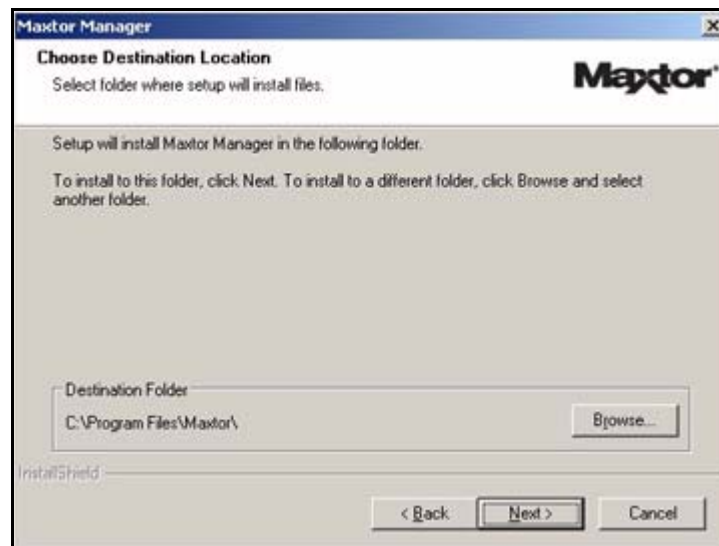 Maxtor Manager
Choose Destination Location
Select folder where setup will install files.
Maxtor
Setup will install Maxtor Manager in the following folder.
To install to this folder, click Next. To install to a different folder, click Browse and select
another folder.
Destination Folder
C:\Program Files\Maxtor\
Browse...
InstallShield
< Back
Next >
Cancel